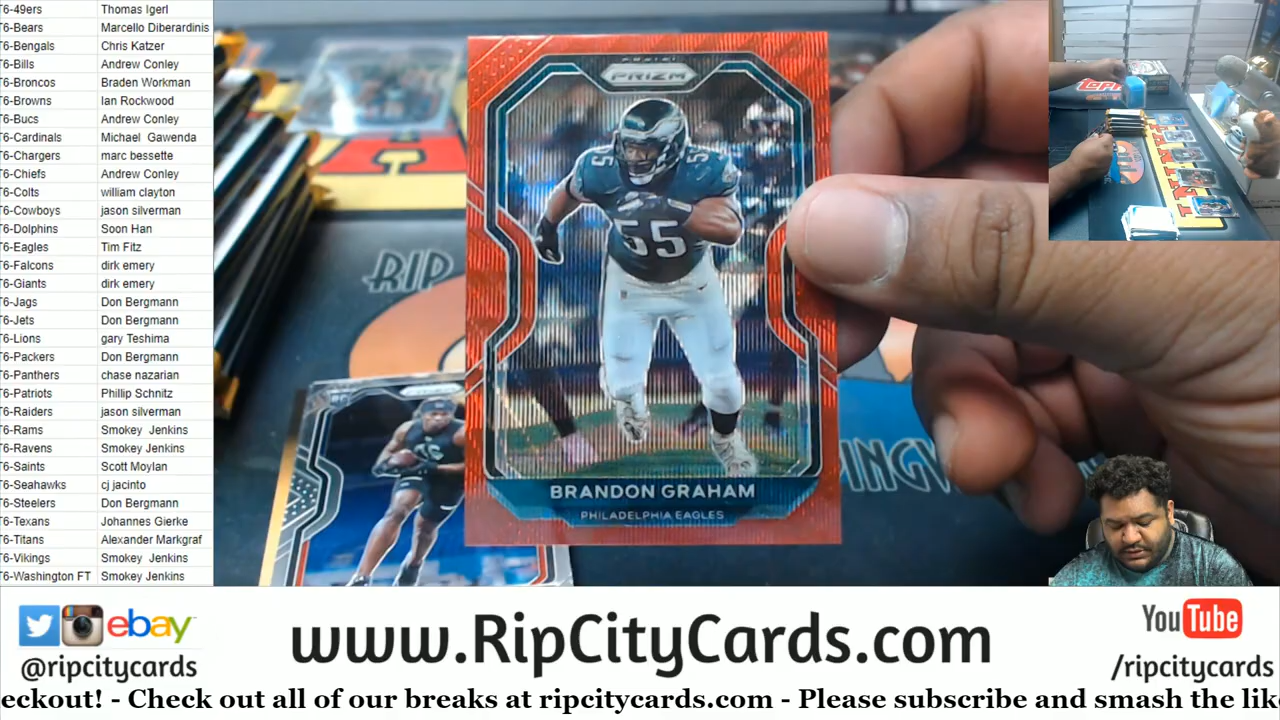 T6-49ers Thomas Igerl
T6-Bears Marcello Diberardinis
T6-Bengals Chris Katzer
T6-Bills Andrew Conley
T6-Broncos Braden Workman
T6-Browns Ian Rockwood
T6-Bucs Andrew Conley
T6-Cardinals Michael Gawenda
T6-Chargers marc bessette
T6-Chiefs Andrew Conley
T6-Colts william clayton
T6-Cowboys jason silverman
T6-Dolphins Soon Han
T6-Eagles Tim Fitz
T6-Falcons dirk emery
T6-Giants dirk emery
T6-Jags Don Bergmann
T6-Jets Don Bergmann
T6-Lions gary Teshima
T6-Packers Don Bergmann
T6-Panthers chase nazarian
T6-Patriots Phillip Schnitz
T6-Raiders jason silverman
T6-Rams Smokey Jenkins
T6-Ravens Smokey Jenkins
T6-Saints Scott Moylan
T6-Seahawks cj jacinto
T6-Steelers Don Bergmann
T6-Texans Johannes Gierke
T6-Titans Alexander Markgraf
T6-Vikings Smokey Jenkins
T6-Washington FT Smokey Jenkins
PANINI
PRIZM
55
55
55
BRANDON GRAHAM
PHILADELPHIA EAGLES
RIP
RC
ebay
@ripcitycards
www.RipCityCards.com
YouTube
/ripcitycards
eckout! - Check out all of our breaks at ripcitycards.com - Please subscribe and smash the lik